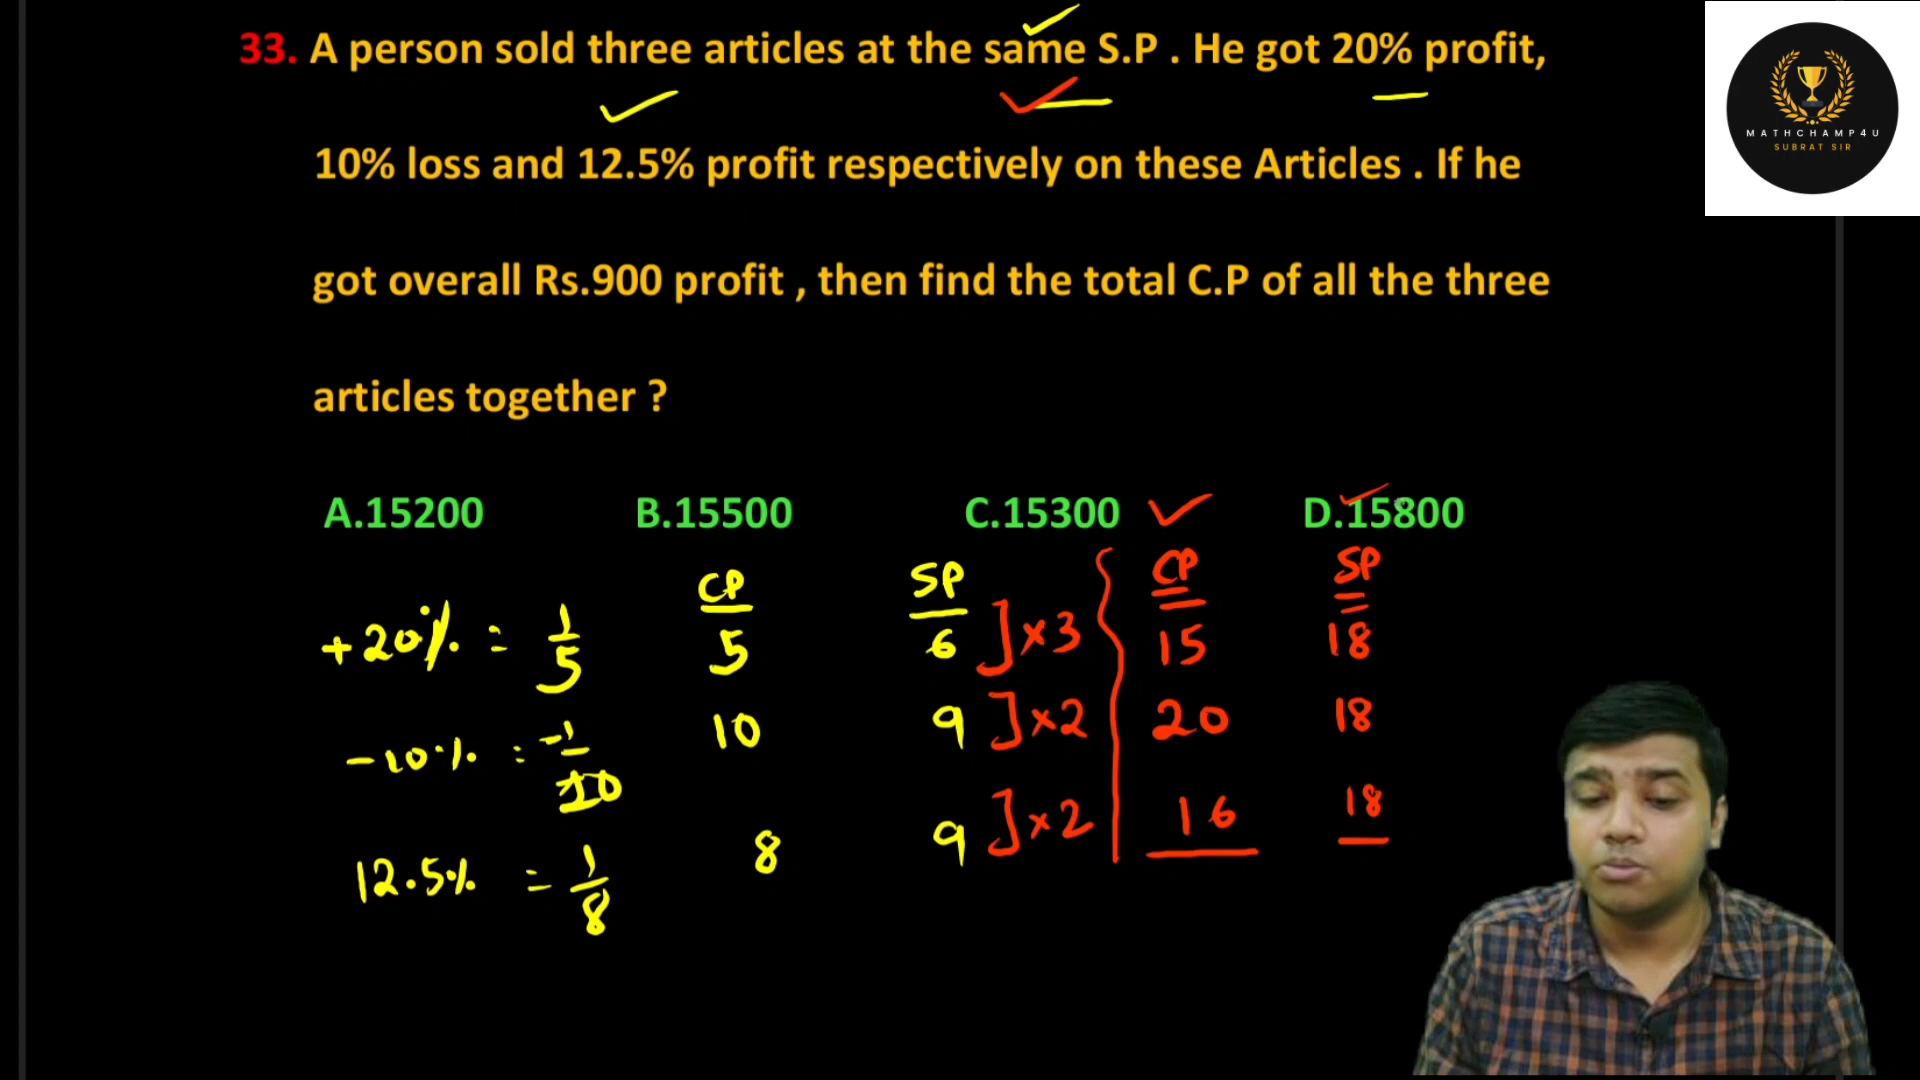 33. A person sold three articles at the same S.P . He got 20% profit,
10% loss and 12.5% profit respectively on these Articles . If he
got overall Rs.900 profit , then find the total C.P of all the three
articles together ?
A.15200 B.15500 C.15300 D.15800
CP SP CP SP
+20% = 1/5 5 6 ]×3 15 18
-10% = -1/10 10 9 ]×2 20 18
12.5% = 1/8 8 9 ]×2 16 18
MATHCHAMP4U
SUBRAT SIR